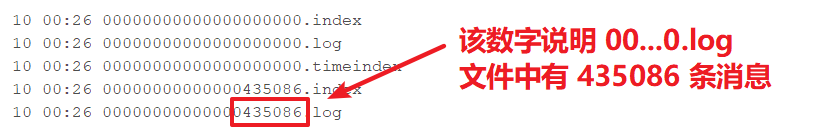 10 00:26 00000000000000000000.index
10 00:26 00000000000000000000.log
10 00:26 00000000000000000000.timeindex
10 00:26 00000000000000435086.index
10 00:26 00000000000000435086.log
该数字说明 00...0.log
文件中有 435086 条消息